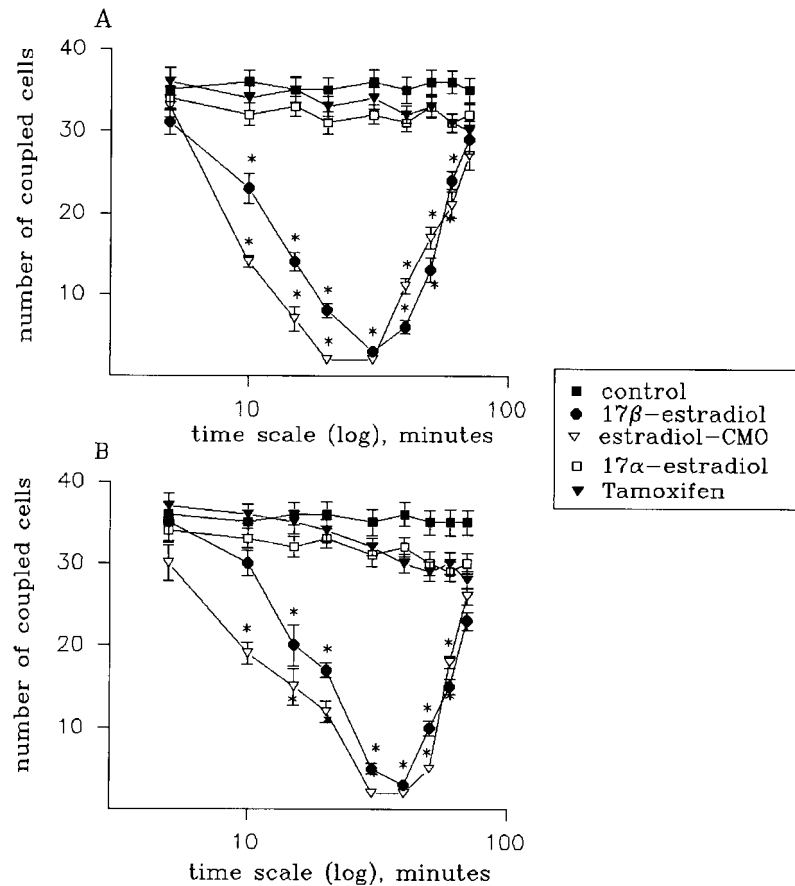 A
40
30
20
10
number of coupled cells
* * * * * * * * * * * * * *
10 100
time scale (log), minutes
control
17β-estradiol
estradiol-CMO
17α-estradiol
Tamoxifen
B
40
30
20
10
number of coupled cells
10 100
time scale (log), minutes